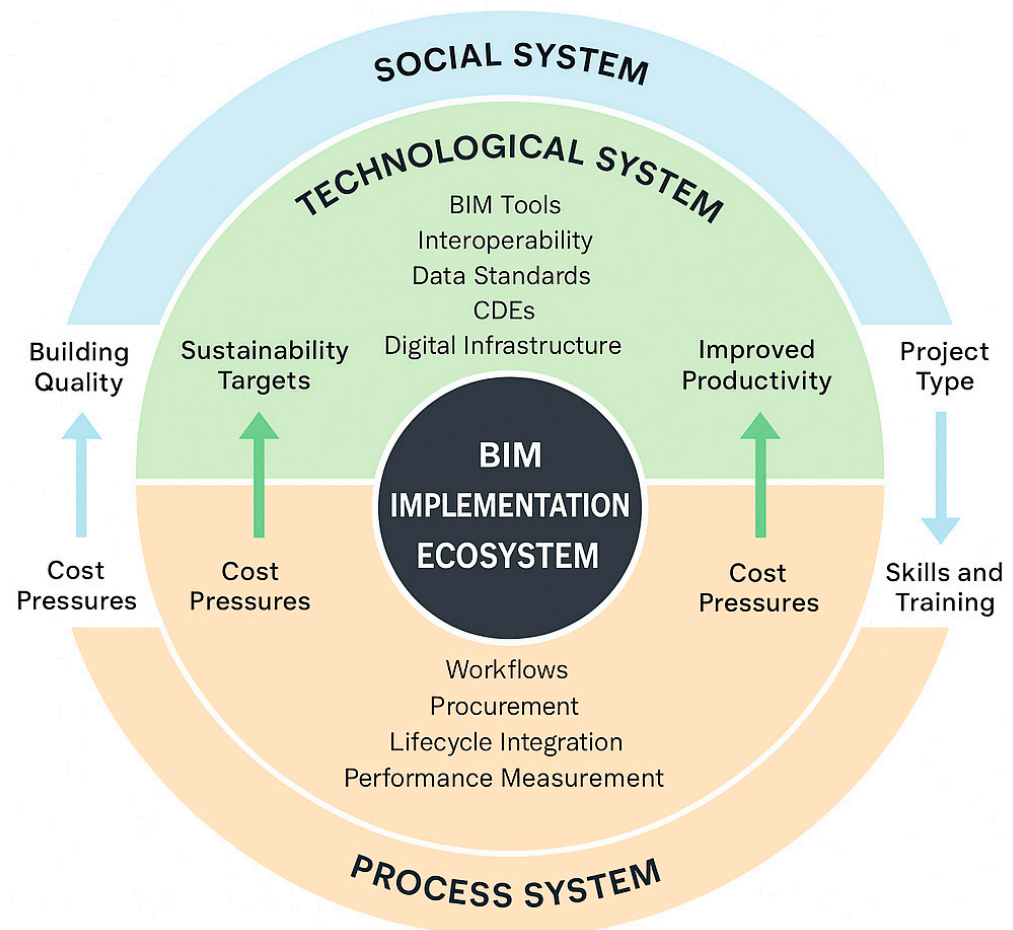 SOCIAL SYSTEM
TECHNOLOGICAL SYSTEM
BIM Tools
Interoperability
Data Standards
CDEs
Digital Infrastructure
Building
Quality
Sustainability
Targets
Improved
Productivity
Project
Type
BIM
IMPLEMENTATION
ECOSYSTEM
Cost
Pressures
Cost
Pressures
Cost
Pressures
Skills and
Training
Workflows
Procurement
Lifecycle Integration
Performance Measurement
PROCESS SYSTEM